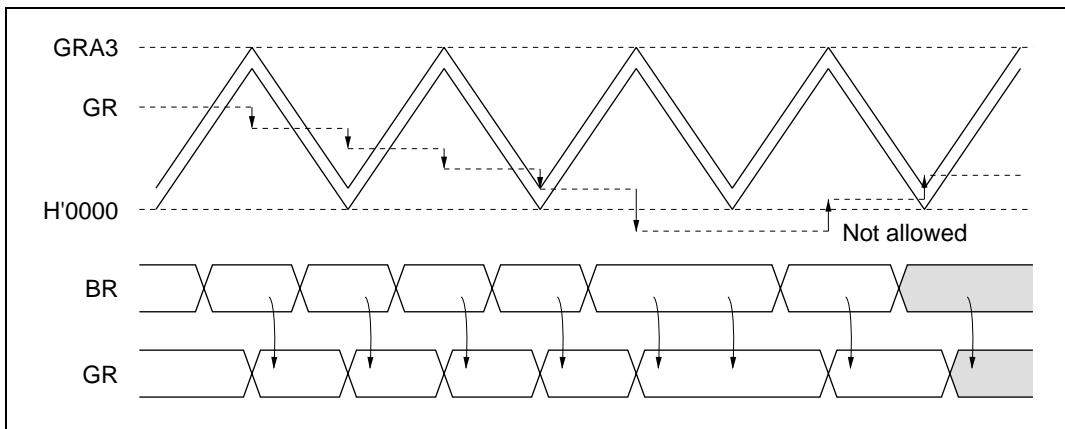 GRA3
GR
H'0000
Not allowed
BR
GR